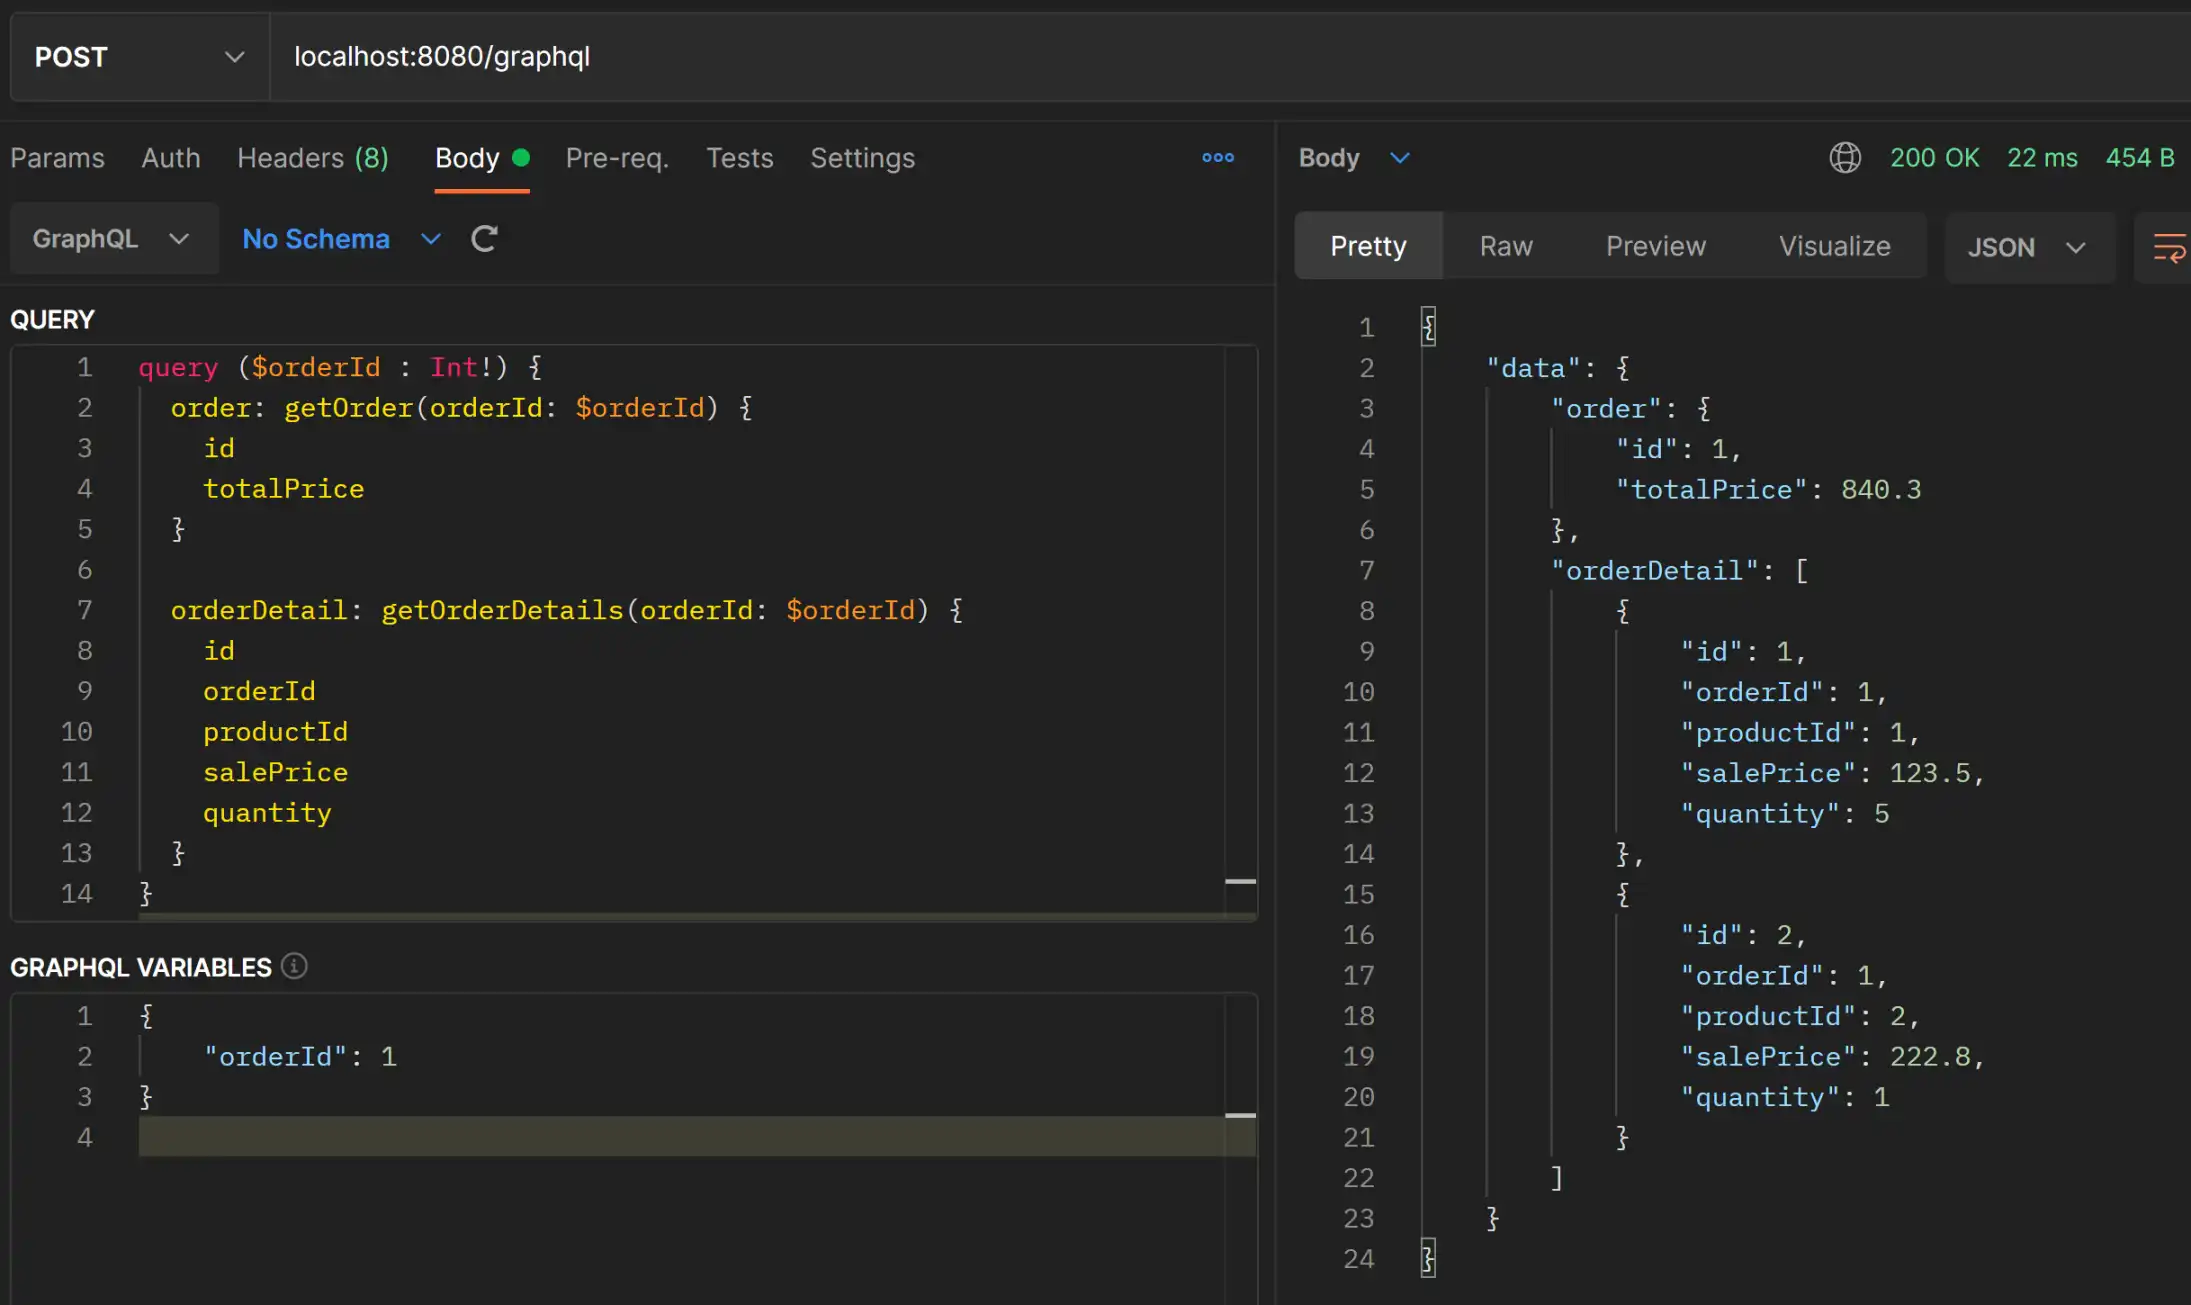 POST localhost:8080/graphql
Params Auth Headers (8) Body Pre-req. Tests Settings
GraphQL No Schema
QUERY
1 query ($orderId : Int!) {
2 order: getOrder(orderId: $orderId) {
3 id
4 totalPrice
5 }
6
7 orderDetail: getOrderDetails(orderId: $orderId) {
8 id
9 orderId
10 productId
11 salePrice
12 quantity
13 }
14 }
GRAPHQL VARIABLES
1 {
2 "orderId": 1
3 }
4
Body 200 OK 22 ms 454 B
Pretty Raw Preview Visualize JSON
1 {
2 "data": {
3 "order": {
4 "id": 1,
5 "totalPrice": 840.3
6 },
7 "orderDetail": [
8 {
9 "id": 1,
10 "orderId": 1,
11 "productId": 1,
12 "salePrice": 123.5,
13 "quantity": 5
14 },
15 {
16 "id": 2,
17 "orderId": 1,
18 "productId": 2,
19 "salePrice": 222.8,
20 "quantity": 1
21 }
22 ]
23 }
24 }